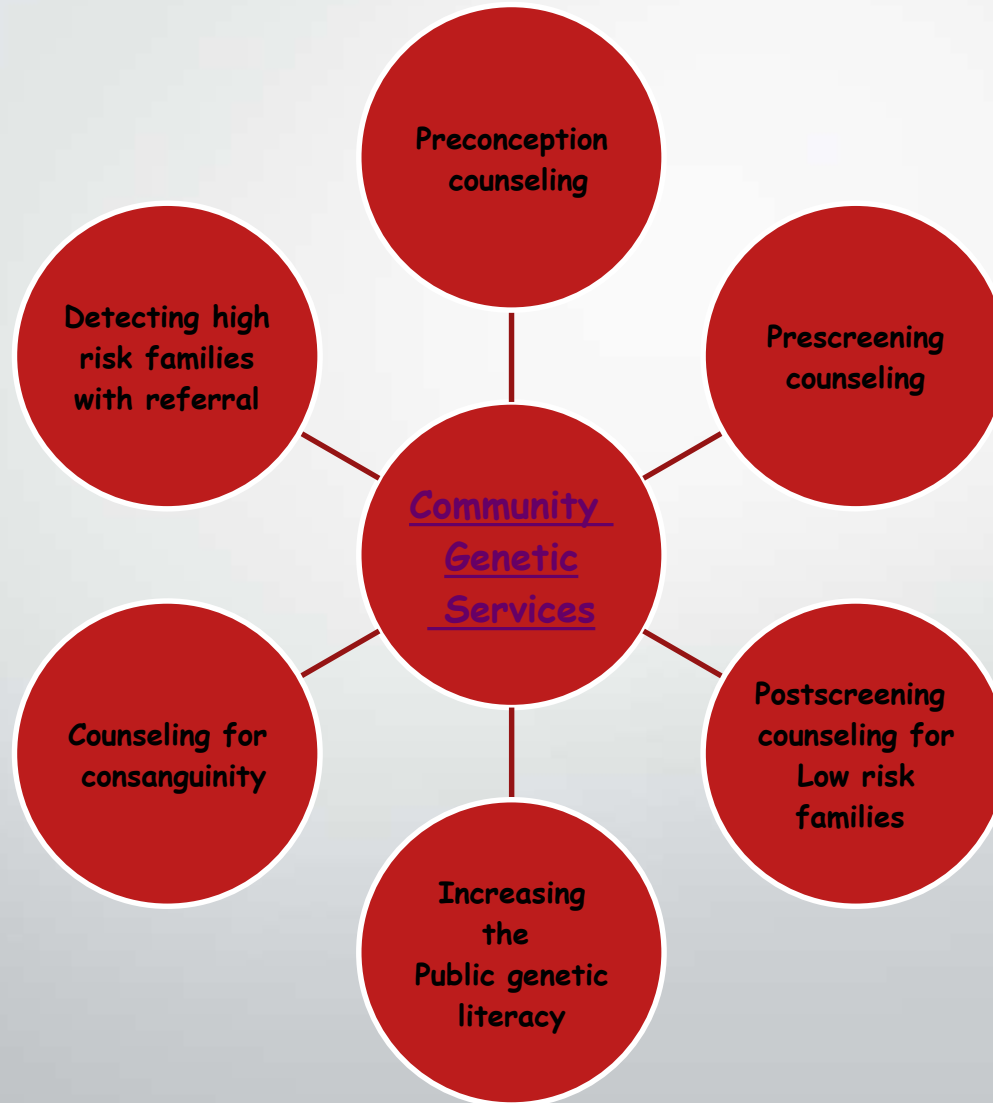 Preconception
counseling
Prescreening
counseling
Postscreening
counseling for
Low risk
families
Increasing
the
Public genetic
literacy
Counseling for
consanguinity
Detecting high
risk families
with referral
Community
Genetic
Services